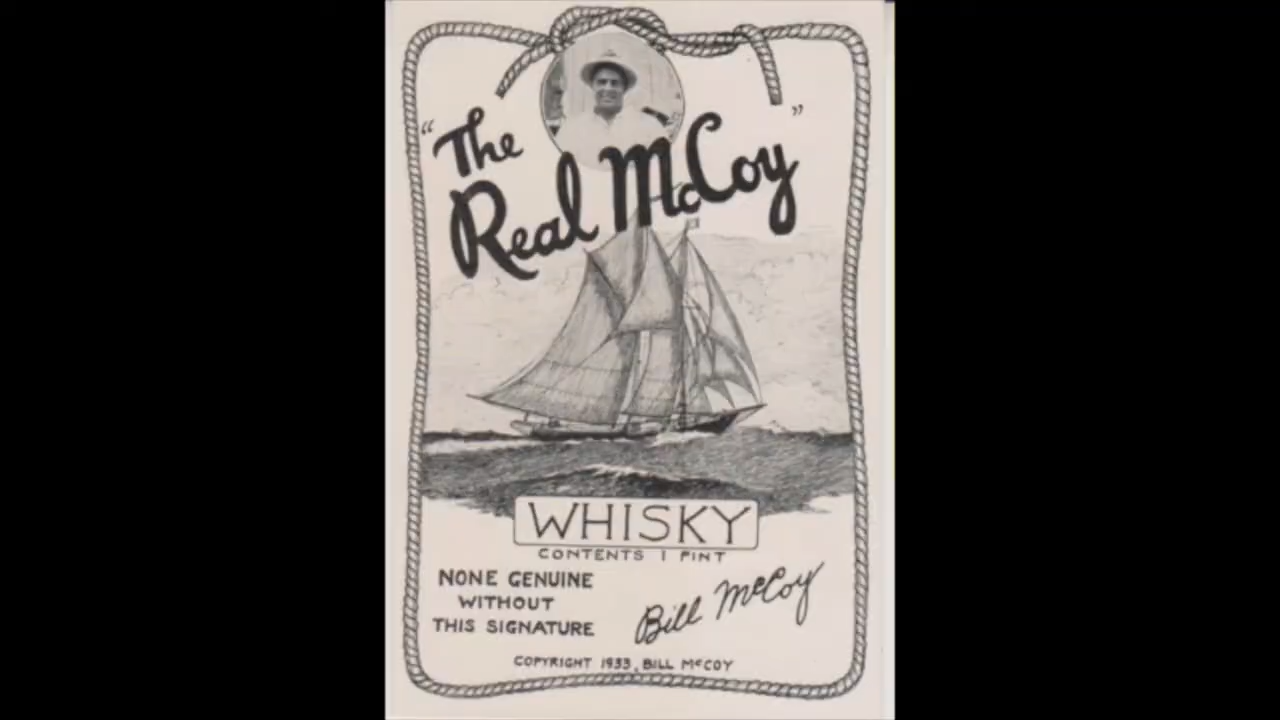 "The
Real McCoy"
WHISKY
CONTENTS 1 PINT
NONE GENUINE
WITHOUT
THIS SIGNATURE
Bill McCoy
COPYRIGHT 1933, BILL McCOY